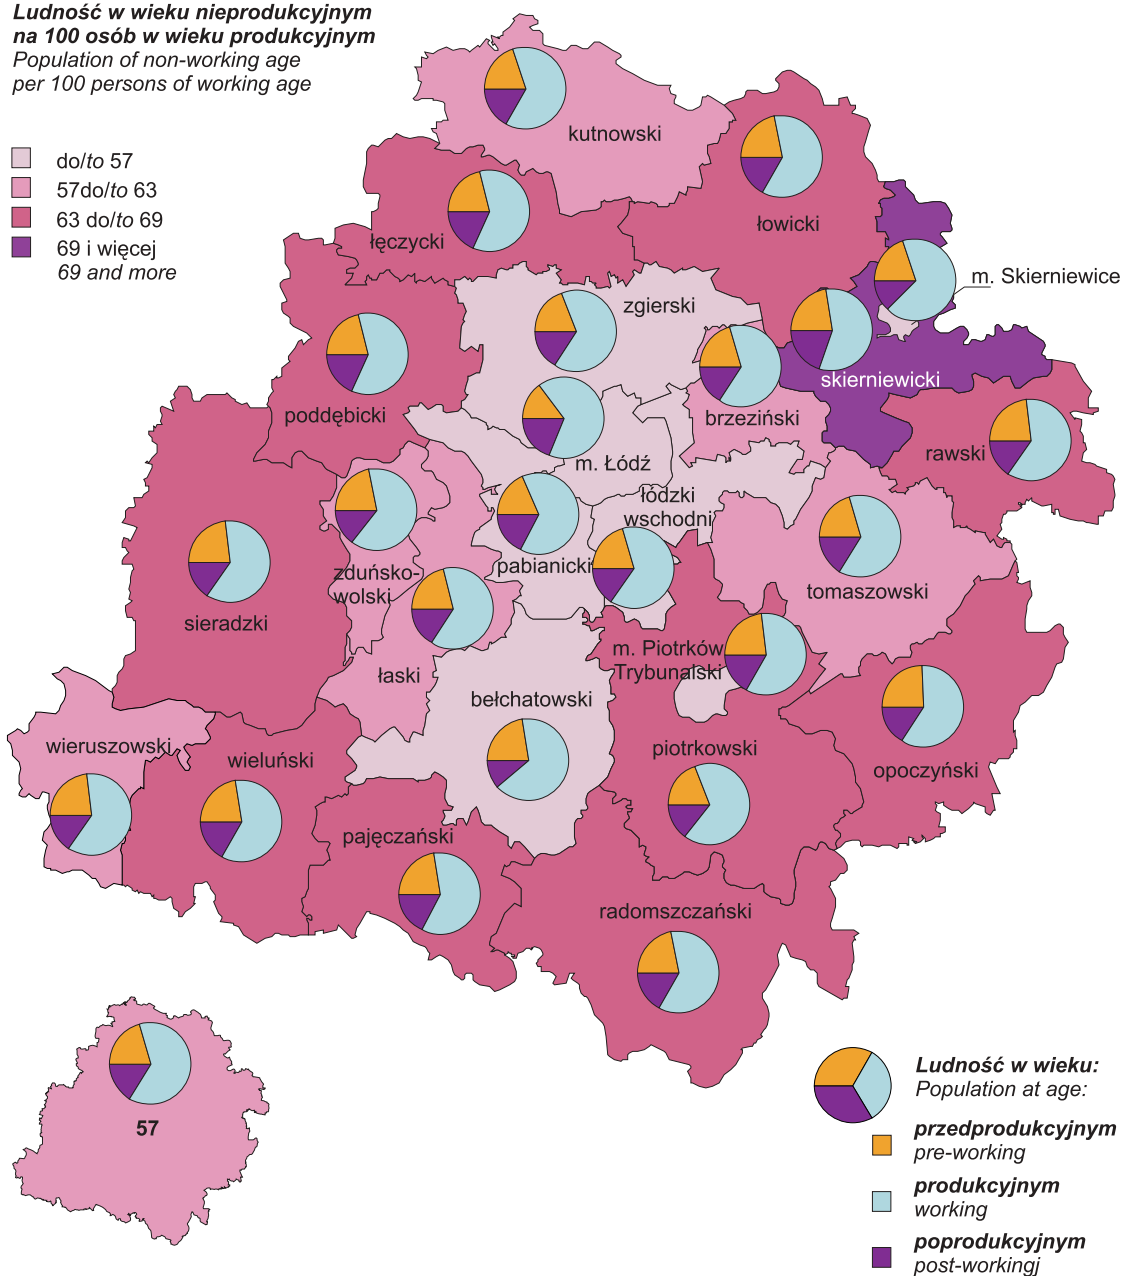 Ludność w wieku nieprodukcyjnym
na 100 osób w wieku produkcyjnym
Population of non-working age
per 100 persons of working age
do/to 57
57do/to 63
63 do/to 69
69 i więcej
69 and more
kutnowski
łowicki
łęczycki
m. Skierniewice
zgierski
skierniewicki
poddębicki
brzeziński
rawski
m. Łódź
łódzki
wschodni
pabianicki
zduńsko-
wolski
tomaszowski
sieradzki
m. Piotrków
Trybunalski
łaski
bełchatowski
wieruszowski
wieluński
piotrkowski
opoczyński
pajęczański
radomszczański
57
Ludność w wieku:
Population at age:
przedprodukcyjnym
pre-working
produkcyjnym
working
poprodukcyjnym
post-workingj